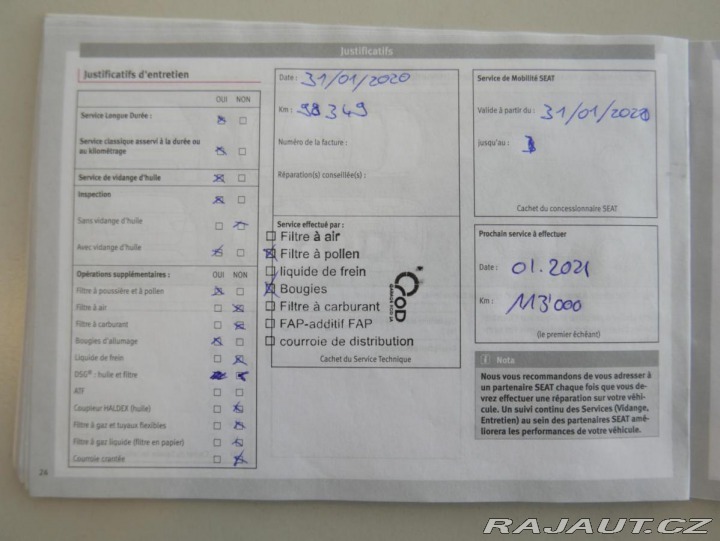 Justificatifs
Justificatifs d'entretien
OUI NON
Service Longue Durée :
Service classique asservi à la durée ou
au kilométrage
Service de vidange d'huile
Inspection
Sans vidange d'huile
Avec vidange d'huile
Opérations supplémentaires : OUI NON
Filtre à poussière et à pollen
Filtre à air
Filtre à carburant
Bougies d'allumage
Liquide de frein
DSG® : huile et filtre
ATF
Coupleur HALDEX (huile)
Filtre à gaz et tuyaux flexibles
Filtre à gaz liquide (filtre en papier)
Courroie crantée
24
Date : 31/01/2020
Km : 98 349
Numéro de la facture :
Réparation(s) conseillée(s) :
Service effectué par :
Filtre à air
Filtre à pollen
liquide de frein
Bougies
Filtre à carburant
FAP-additif FAP
courroie de distribution
Cachet du Service Technique
Service de Mobilité SEAT
Valide à partir du : 31/01/2020
jusqu'au :
Cachet du concessionnaire SEAT
Prochain service à effectuer
Date : 01.2021
Km : 113'000
(le premier échéant)
Nota
Nous vous recommandons de vous adresser à
un partenaire SEAT chaque fois que vous de-
vrez effectuer une réparation sur votre véhi-
cule. Un suivi continu des Services (Vidange,
Entretien) au sein des partenaires SEAT amé-
liorera les performances de votre véhicule.
RAJAUT.CZ